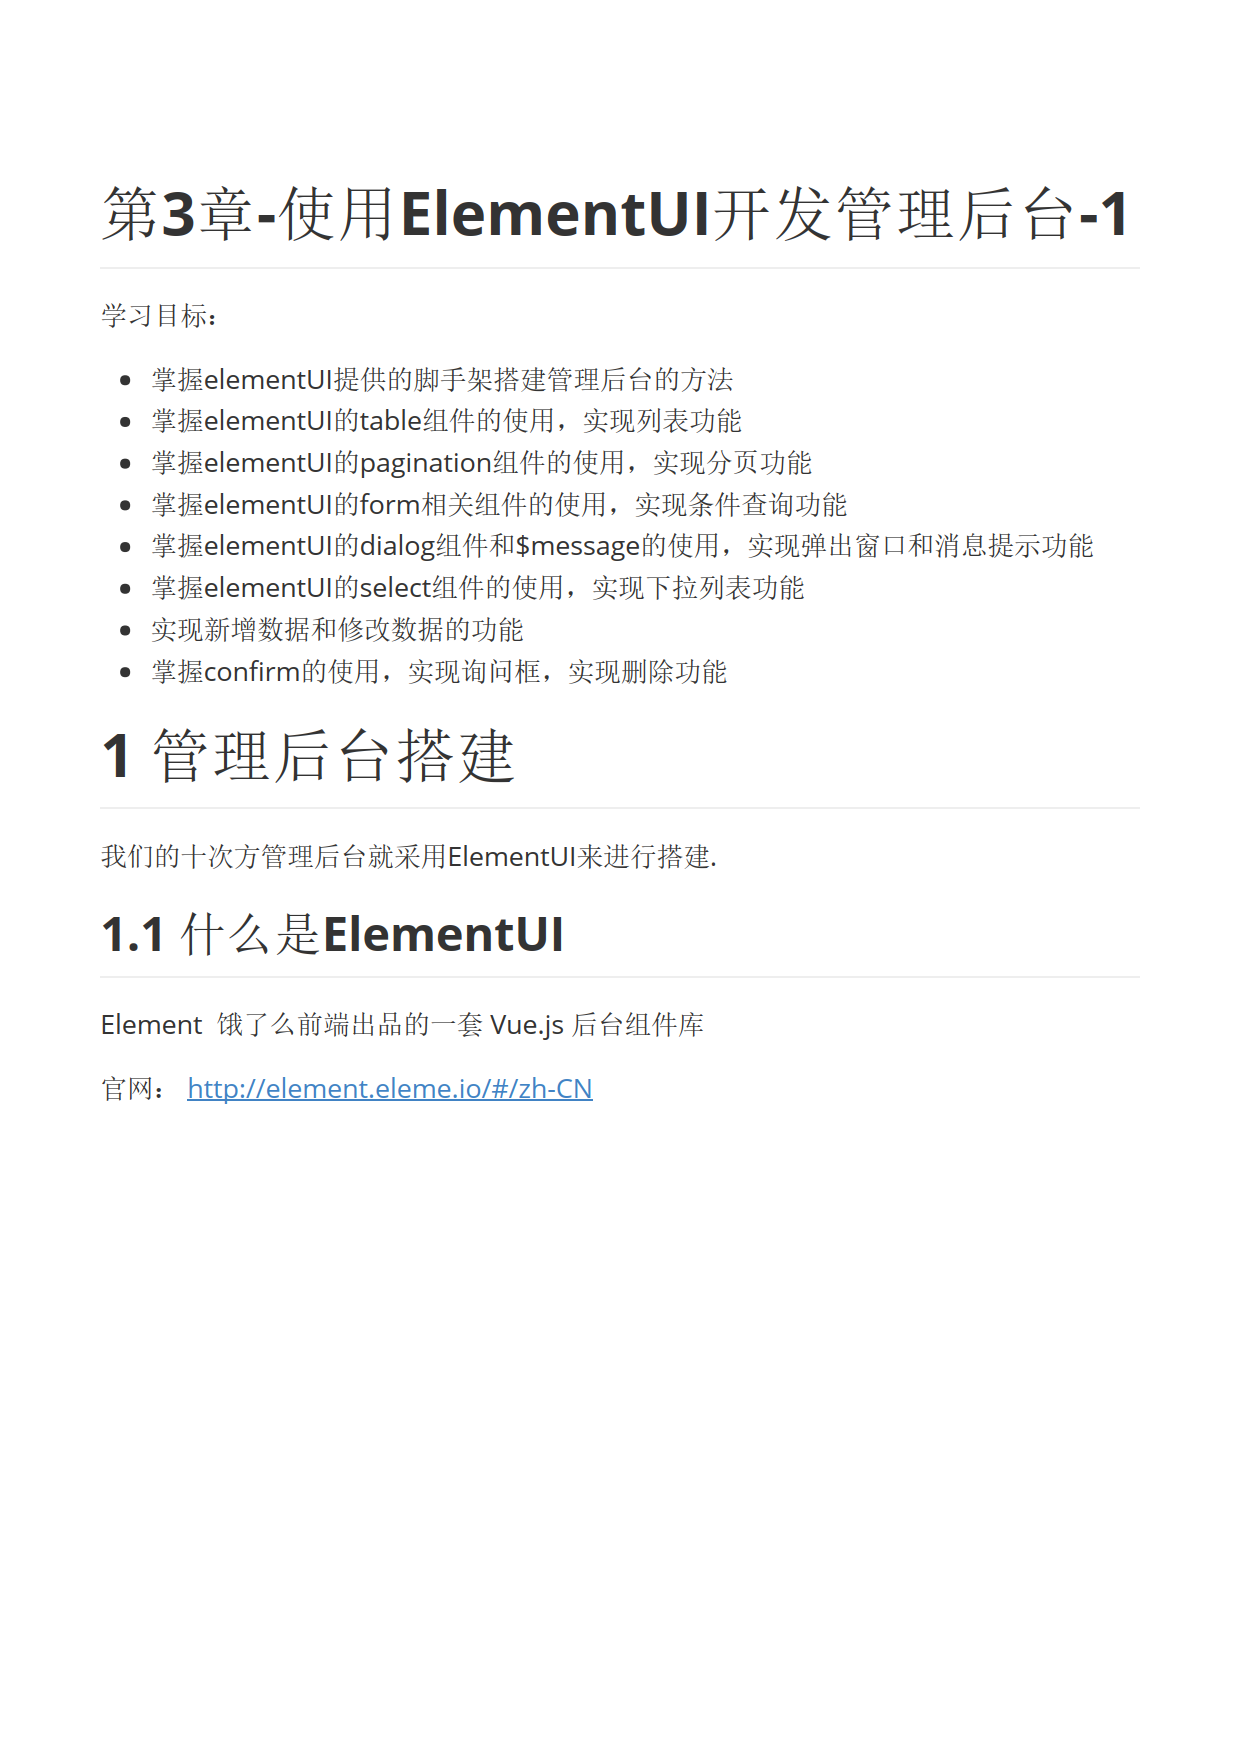 第3章-使用ElementUI开发管理后台-1
学习目标：
• 掌握elementUI提供的脚手架搭建管理后台的方法
• 掌握elementUI的table组件的使用，实现列表功能
• 掌握elementUI的pagination组件的使用，实现分页功能
• 掌握elementUI的form相关组件的使用，实现条件查询功能
• 掌握elementUI的dialog组件和$message的使用，实现弹出窗口和消息提示功能
• 掌握elementUI的select组件的使用，实现下拉列表功能
• 实现新增数据和修改数据的功能
• 掌握confirm的使用，实现询问框，实现删除功能
1 管理后台搭建
我们的十次方管理后台就采用ElementUI来进行搭建.
1.1 什么是ElementUI
Element 饿了么前端出品的一套 Vue.js 后台组件库
官网： http://element.eleme.io/#/zh-CN